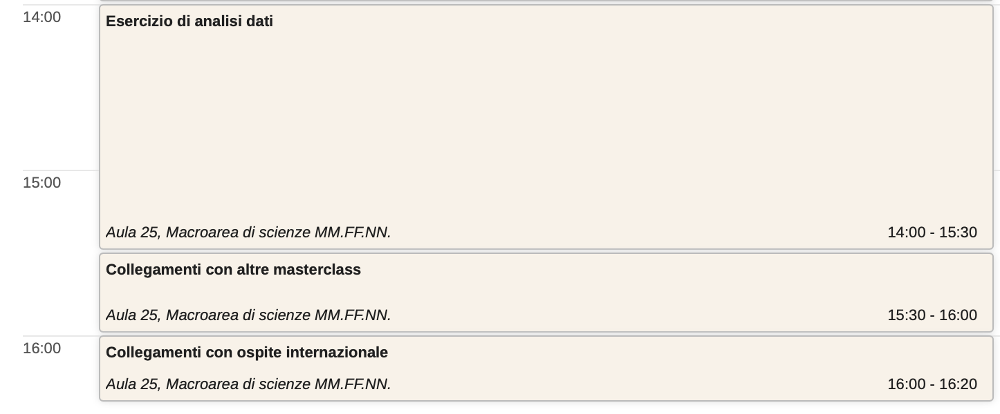 14:00
Esercizio di analisi dati
15:00
Aula 25, Macroarea di scienze MM.FF.NN. 14:00 - 15:30
Collegamenti con altre masterclass
Aula 25, Macroarea di scienze MM.FF.NN. 15:30 - 16:00
16:00
Collegamenti con ospite internazionale
Aula 25, Macroarea di scienze MM.FF.NN. 16:00 - 16:20